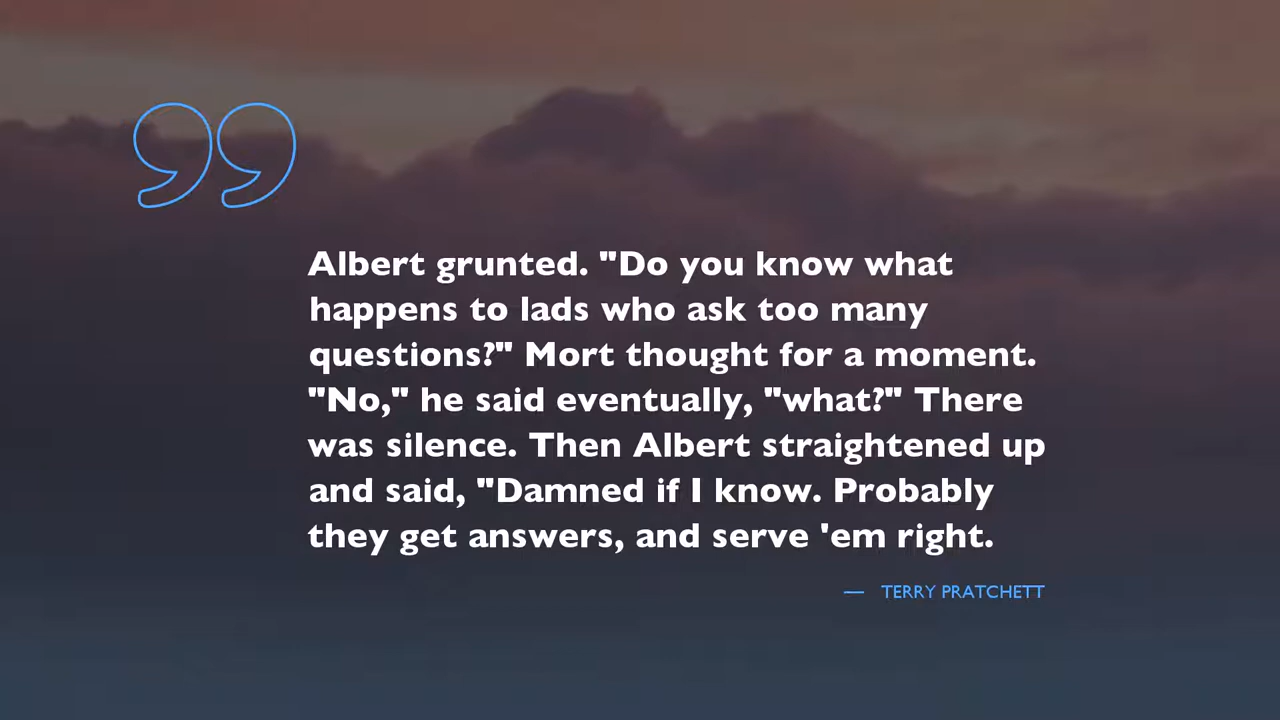 Albert grunted. "Do you know what
happens to lads who ask too many
questions?" Mort thought for a moment.
"No," he said eventually, "what?" There
was silence. Then Albert straightened up
and said, "Damned if I know. Probably
they get answers, and serve 'em right.
— TERRY PRATCHETT